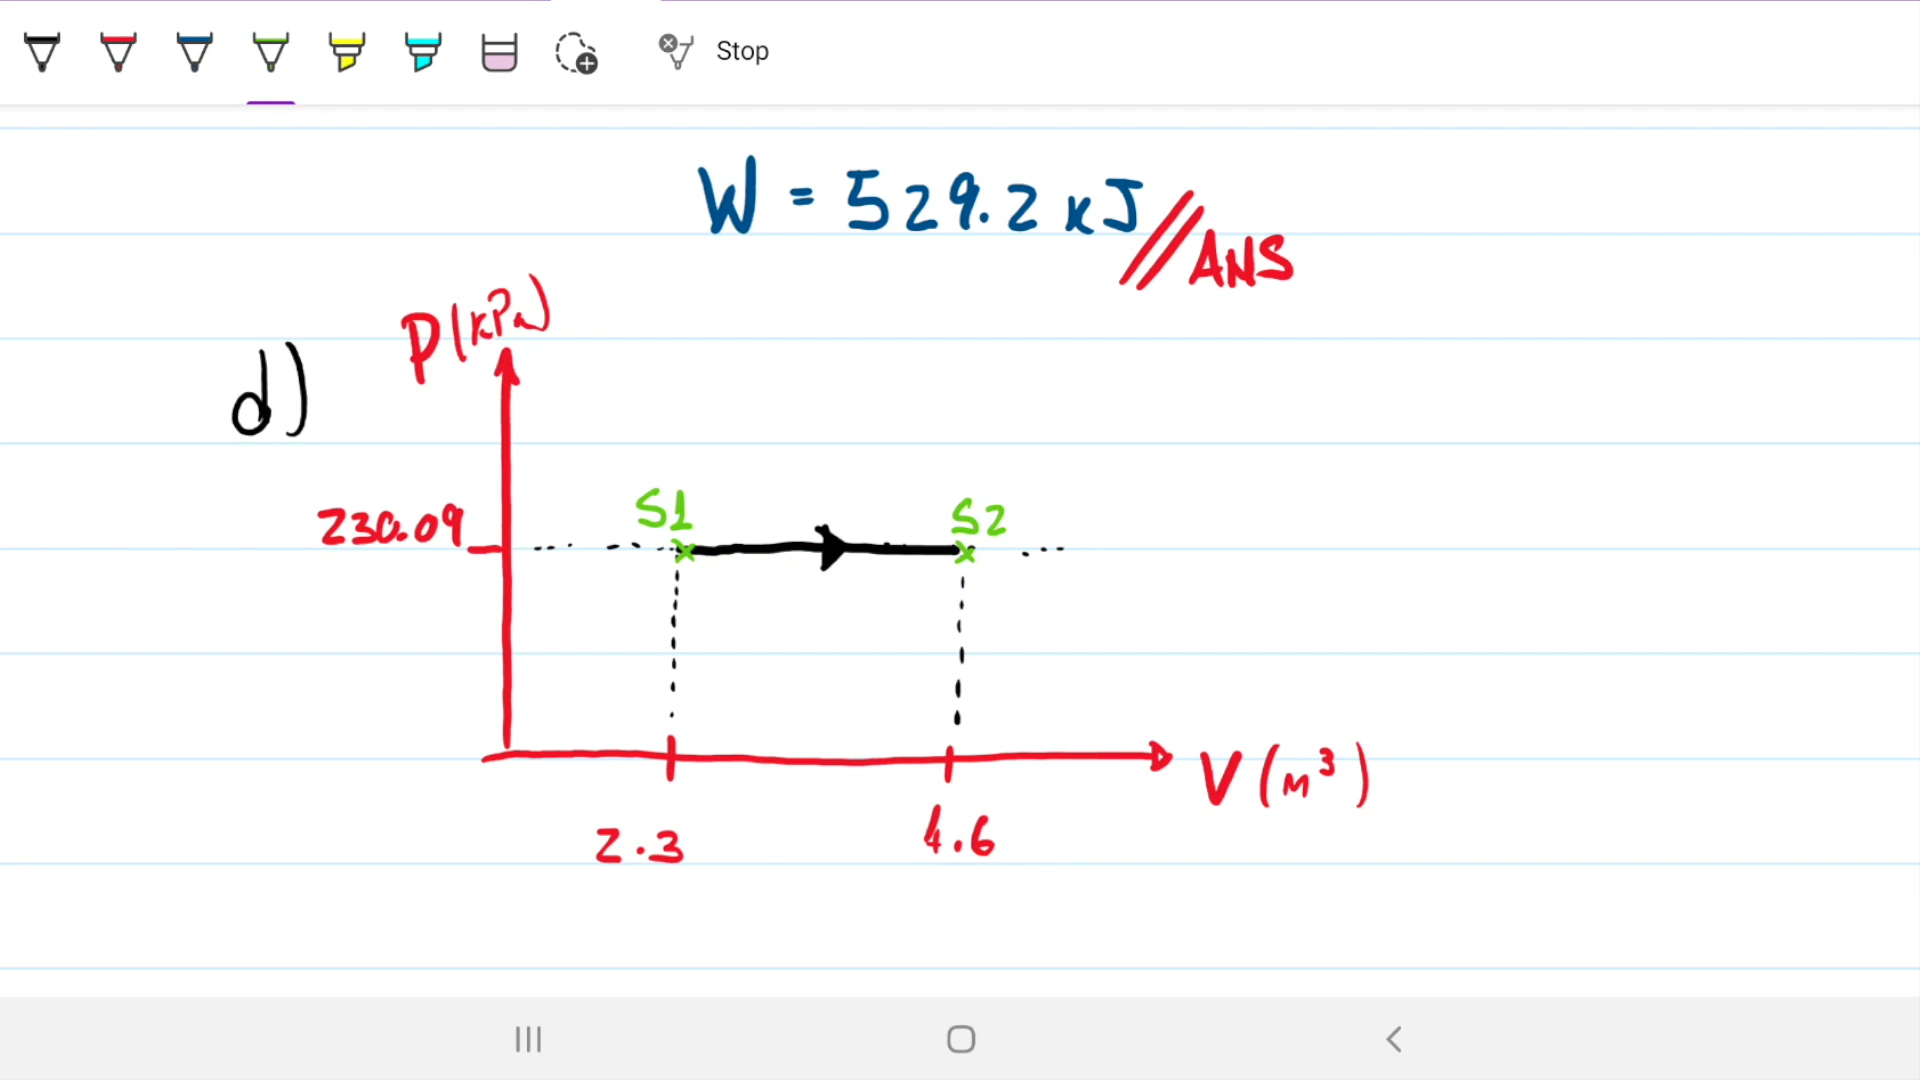 Stop
W = 529.2 kJ // ANS
d)
P(kPa)
230.09
S1
S2
V (m³)
2.3
4.6